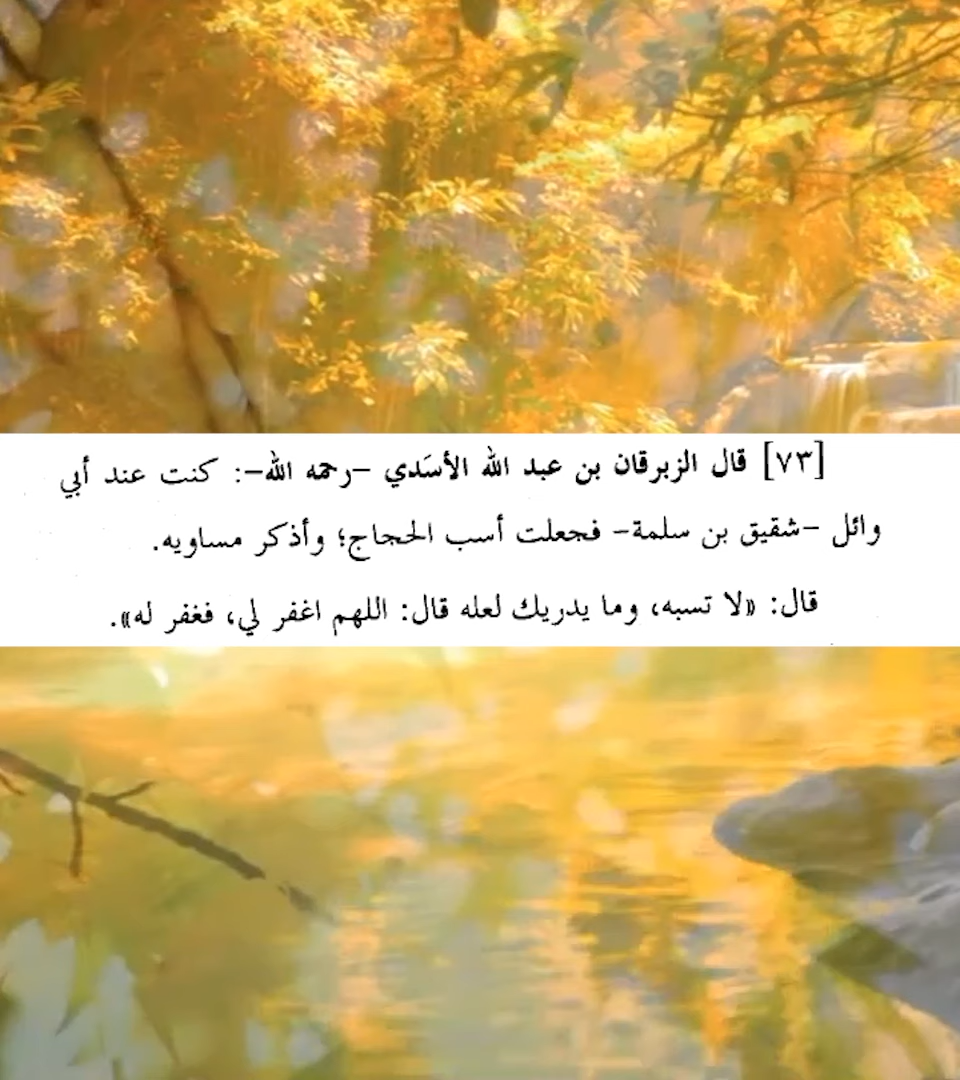 [٧٣] قال الزبرقان بن عبد الله الأسَدي –رحمه الله–: كنت عند أبي
وائل –شقيق بن سلمة– فجعلت أسب الحجاج؛ وأذكر مساويه.
قال: «لا تسبه، وما يدريك لعله قال: اللهم اغفر لي، فغفر له».